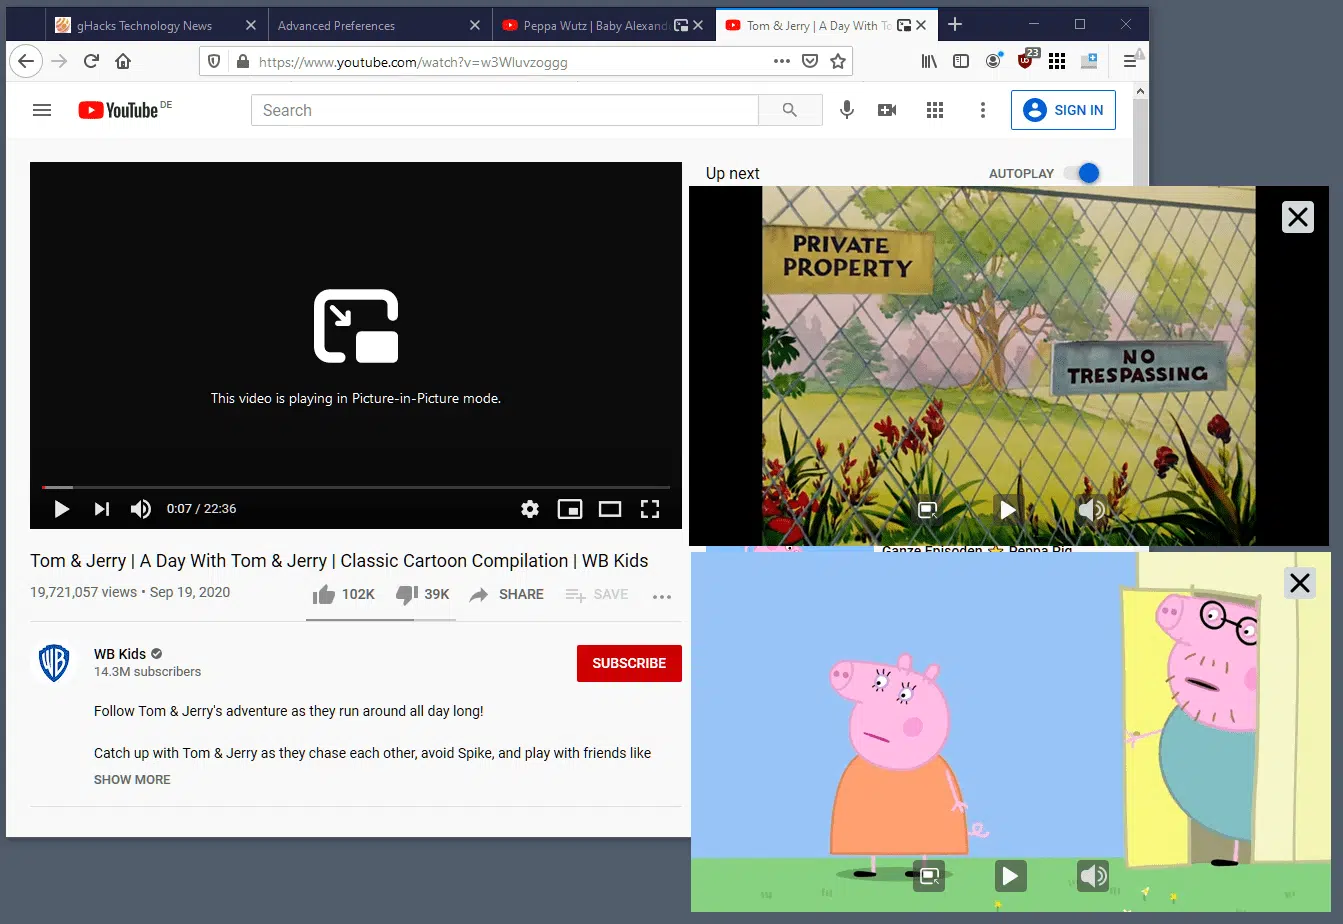 gHacks Technology News
Advanced Preferences
Peppa Wutz | Baby Alexand
Tom & Jerry | A Day With To
https://www.youtube.com/watch?v=w3Wluvzoggg
23
YouTube DE
Search
SIGN IN
Up next
AUTOPLAY
PRIVATE
PROPERTY
NO
TRESPASSING
This video is playing in Picture-in-Picture mode.
0:07 / 22:36
Ganze Episoden ⭐ Peppa Pig
Tom & Jerry | A Day With Tom & Jerry | Classic Cartoon Compilation | WB Kids
19,721,057 views • Sep 19, 2020
102K
39K
SHARE
SAVE
WB
WB Kids
14.3M subscribers
SUBSCRIBE
Follow Tom & Jerry's adventure as they run around all day long!
Catch up with Tom & Jerry as they chase each other, avoid Spike, and play with friends like
SHOW MORE